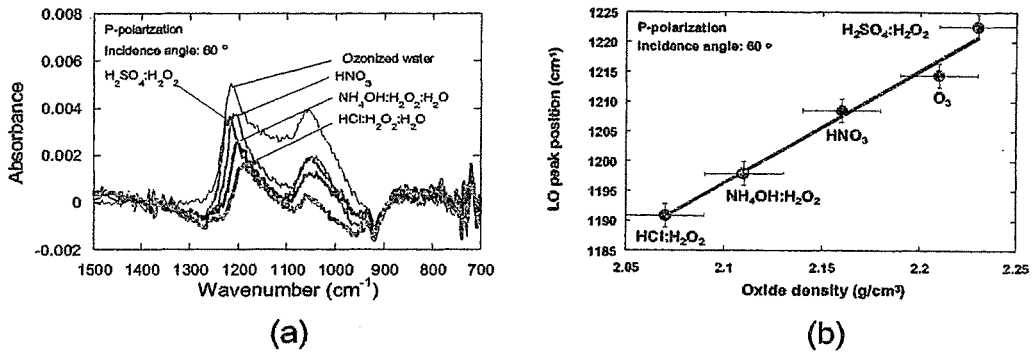 P-polarization
Incidence angle: 60 °
H₂SO₄:H₂O₂
Ozonized water
HNO₃
NH₄OH:H₂O₂:H₂O
HCl:H₂O₂:H₂O
0.008
0.006
0.004
0.002
0
-0.002
Absorbance
1500 1400 1300 1200 1100 1000 900 800 700
Wavenumber (cm⁻¹)
(a)
P-polarization
Incidence angle: 60 °
H₂SO₄:H₂O₂
O₃
HNO₃
NH₄OH:H₂O₂
HCl:H₂O₂
1225
1220
1215
1210
1205
1200
1195
1190
1185
LO peak position (cm⁻¹)
2.05 2.1 2.15 2.2 2.25
Oxide density (g/cm³)
(b)